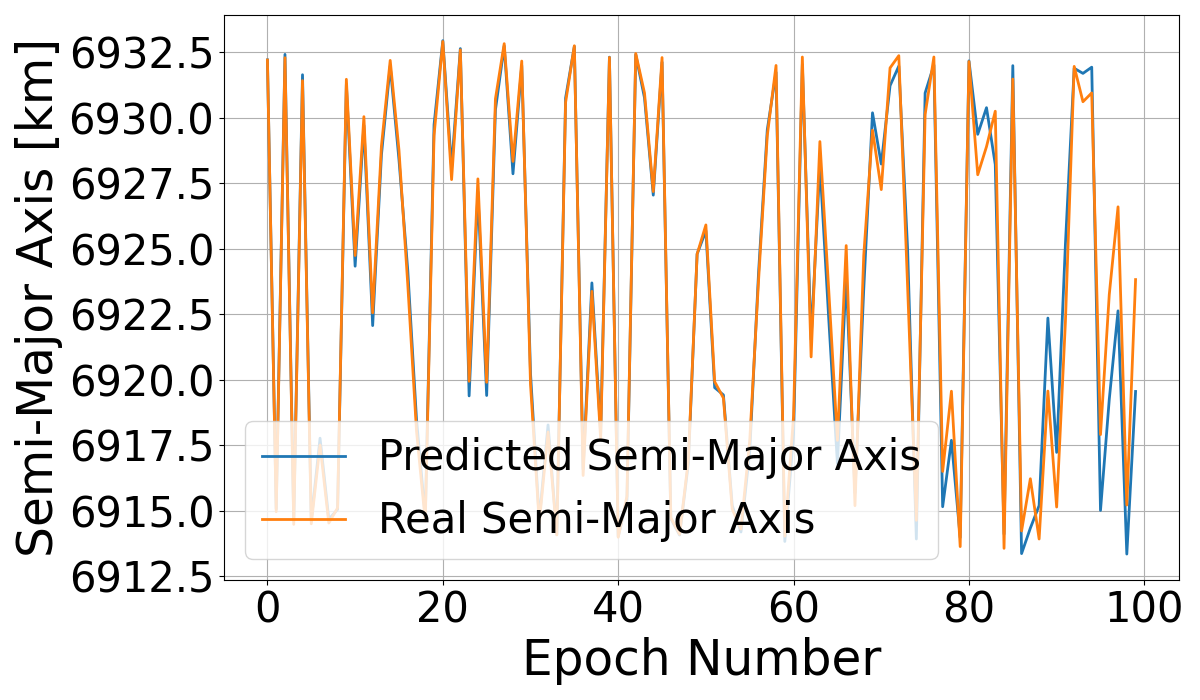 Semi-Major Axis [km]
6932.5
6930.0
6927.5
6925.0
6922.5
6920.0
6917.5
6915.0
6912.5
Predicted Semi-Major Axis
Real Semi-Major Axis
0 20 40 60 80 100
Epoch Number